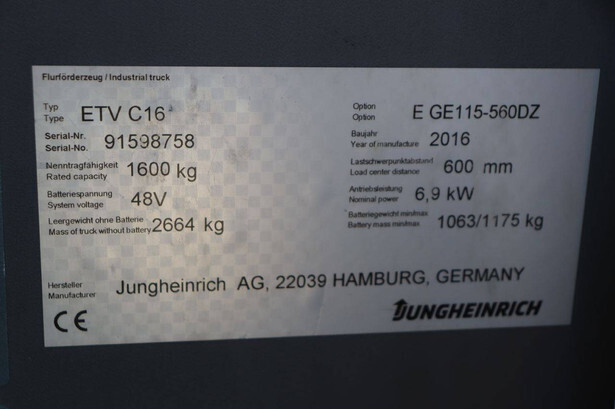 Flurförderzeug / Industrial truck
Typ
Type ETV C16
Option
Option E GE115-560DZ
Serial-Nr.
Serial-No. 91598758
Baujahr
Year of manufacture 2016
Nenntragfähigkeit
Rated capacity 1600 kg
Lastschwerpunktabstand
Load center distance 600 mm
Batteriespannung
System voltage 48V
Antriebsleistung
Nominal power 6,9 kW
Leergewicht ohne Batterie
Mass of truck without battery 2664 kg
Batteriegewicht min/max
Battery mass min/max 1063/1175 kg
Hersteller
Manufacturer Jungheinrich AG, 22039 HAMBURG, GERMANY
CE
JUNGHEINRICH